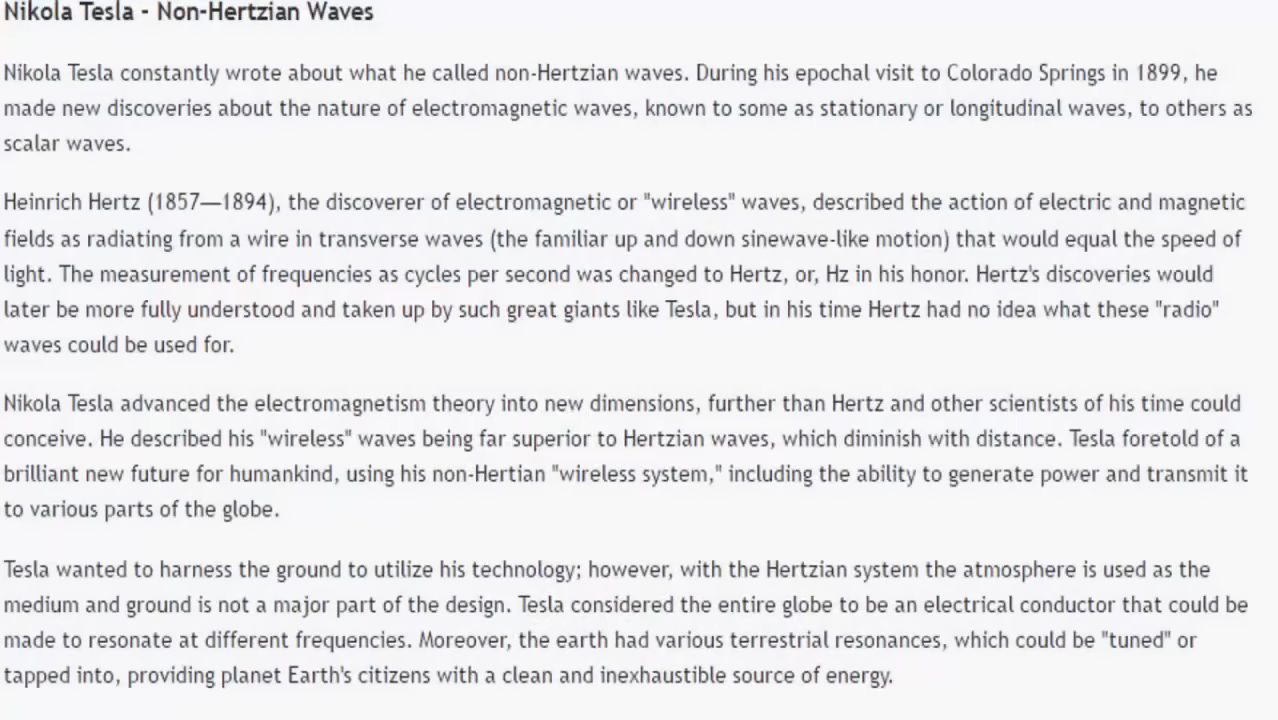 Nikola Tesla - Non-Hertzian Waves
Nikola Tesla constantly wrote about what he called non-Hertzian waves. During his epochal visit to Colorado Springs in 1899, he
made new discoveries about the nature of electromagnetic waves, known to some as stationary or longitudinal waves, to others as
scalar waves.
Heinrich Hertz (1857—1894), the discoverer of electromagnetic or "wireless" waves, described the action of electric and magnetic
fields as radiating from a wire in transverse waves (the familiar up and down sinewave-like motion) that would equal the speed of
light. The measurement of frequencies as cycles per second was changed to Hertz, or, Hz in his honor. Hertz's discoveries would
later be more fully understood and taken up by such great giants like Tesla, but in his time Hertz had no idea what these "radio"
waves could be used for.
Nikola Tesla advanced the electromagnetism theory into new dimensions, further than Hertz and other scientists of his time could
conceive. He described his "wireless" waves being far superior to Hertzian waves, which diminish with distance. Tesla foretold of a
brilliant new future for humankind, using his non-Hertian "wireless system," including the ability to generate power and transmit it
to various parts of the globe.
Tesla wanted to harness the ground to utilize his technology; however, with the Hertzian system the atmosphere is used as the
medium and ground is not a major part of the design. Tesla considered the entire globe to be an electrical conductor that could be
made to resonate at different frequencies. Moreover, the earth had various terrestrial resonances, which could be "tuned" or
tapped into, providing planet Earth's citizens with a clean and inexhaustible source of energy.